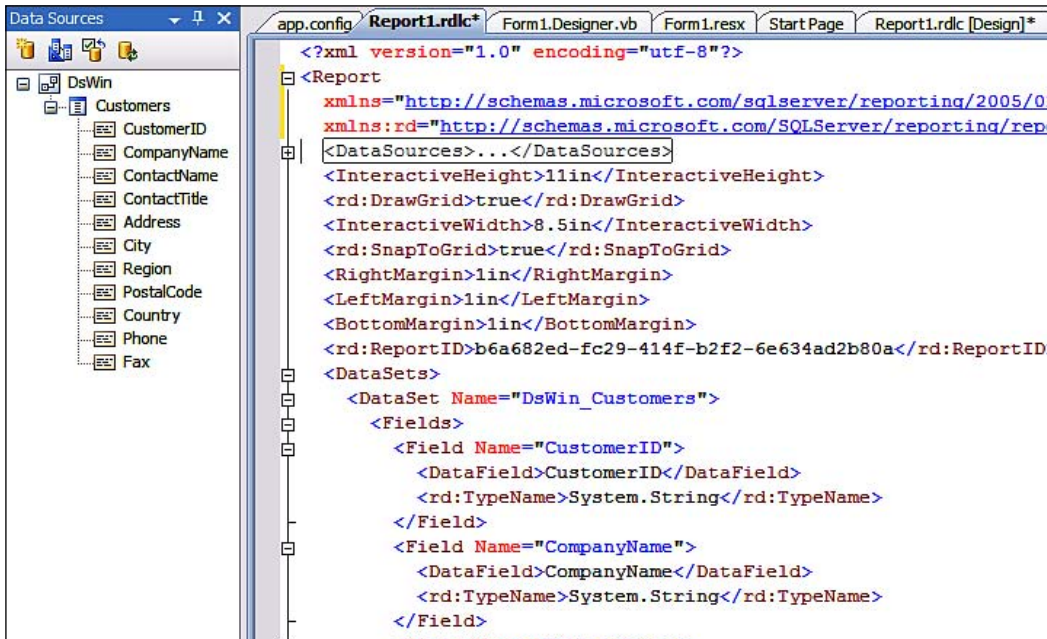 Data Sources
DsWin
Customers
CustomerID
CompanyName
ContactName
ContactTitle
Address
City
Region
PostalCode
Country
Phone
Fax
app.config Report1.rdlc* Form1.Designer.vb Form1.resx Start Page Report1.rdlc [Design]*
<?xml version="1.0" encoding="utf-8"?>
<Report
xmlns="http://schemas.microsoft.com/sqlserver/reporting/2005/0
xmlns:rd="http://schemas.microsoft.com/SQLServer/reporting/rep
<DataSources>...</DataSources>
<InteractiveHeight>11in</InteractiveHeight>
<rd:DrawGrid>true</rd:DrawGrid>
<InteractiveWidth>8.5in</InteractiveWidth>
<rd:SnapToGrid>true</rd:SnapToGrid>
<RightMargin>1in</RightMargin>
<LeftMargin>1in</LeftMargin>
<BottomMargin>1in</BottomMargin>
<rd:ReportID>b6a682ed-fc29-414f-b2f2-6e634ad2b80a</rd:ReportID
<DataSets>
<DataSet Name="DsWin_Customers">
<Fields>
<Field Name="CustomerID">
<DataField>CustomerID</DataField>
<rd:TypeName>System.String</rd:TypeName>
</Field>
<Field Name="CompanyName">
<DataField>CompanyName</DataField>
<rd:TypeName>System.String</rd:TypeName>
</Field>